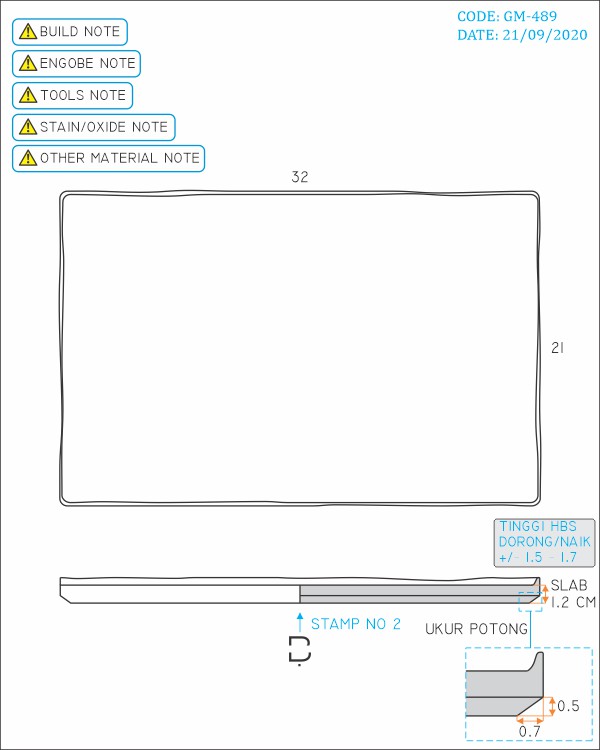 CODE: GM-489
DATE: 21/09/2020
BUILD NOTE
ENGOBE NOTE
TOOLS NOTE
STAIN/OXIDE NOTE
OTHER MATERIAL NOTE
32
21
TINGGI HBS
DORONG/NAIK
+/- 1.5 - 1.7
SLAB
1.2 CM
STAMP NO 2
UKUR POTONG
0.5
0.7